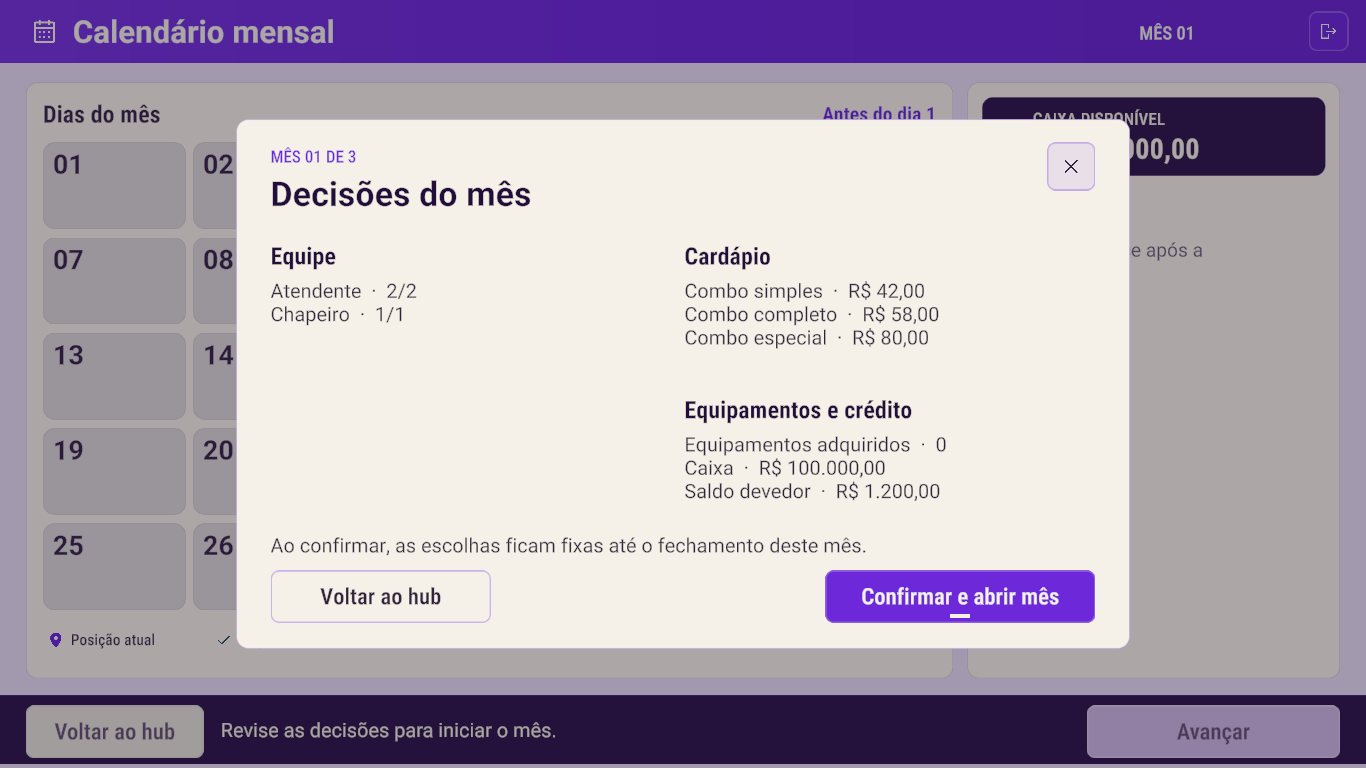 Calendário mensal
MÊS 01
Dias do mês
Antes do dia 1
CAIXA DISPONÍVEL
000,00
01
02
07
08
13
14
19
20
25
26
e após a
MÊS 01 DE 3
Decisões do mês
Equipe
Atendente · 2/2
Chapeiro · 1/1
Cardápio
Combo simples · R$ 42,00
Combo completo · R$ 58,00
Combo especial · R$ 80,00
Equipamentos e crédito
Equipamentos adquiridos · 0
Caixa · R$ 100.000,00
Saldo devedor · R$ 1.200,00
Ao confirmar, as escolhas ficam fixas até o fechamento deste mês.
Voltar ao hub
Confirmar e abrir mês
Posição atual
Voltar ao hub
Revise as decisões para iniciar o mês.
Avançar